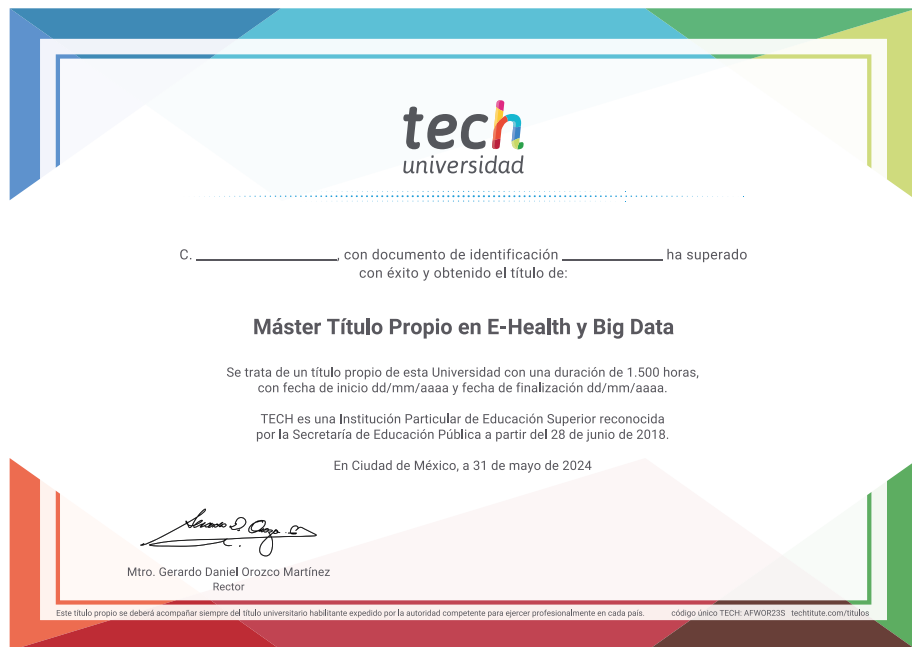 tech
universidad
C. ____________________, con documento de identificación ______________ ha superado
con éxito y obtenido el título de:
Máster Título Propio en E-Health y Big Data
Se trata de un título propio de esta Universidad con una duración de 1.500 horas,
con fecha de inicio dd/mm/aaaa y fecha de finalización dd/mm/aaaa.
TECH es una Institución Particular de Educación Superior reconocida
por la Secretaría de Educación Pública a partir del 28 de junio de 2018.
En Ciudad de México, a 31 de mayo de 2024
Mtro. Gerardo Daniel Orozco Martínez
Rector
Este título propio se deberá acompañar siempre del título universitario habilitante expedido por la autoridad competente para ejercer profesionalmente en cada país. código único TECH: AFWOR23S techtitute.com/titulos